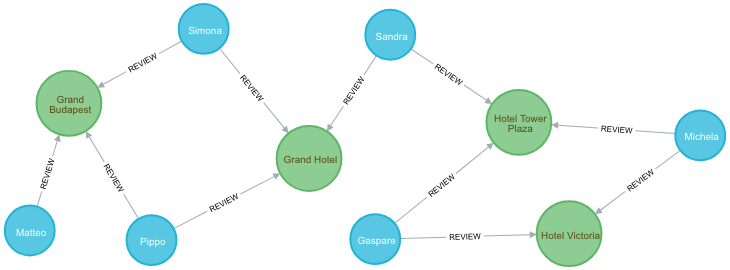 Simona
Sandra
REVIEW
REVIEW
REVIEW
REVIEW
Grand
Budapest
Hotel Tower
Plaza
REVIEW
Michela
Grand Hotel
REVIEW
REVIEW
REVIEW
REVIEW
REVIEW
Matteo
Pippo
Gaspare
REVIEW
Hotel Victoria